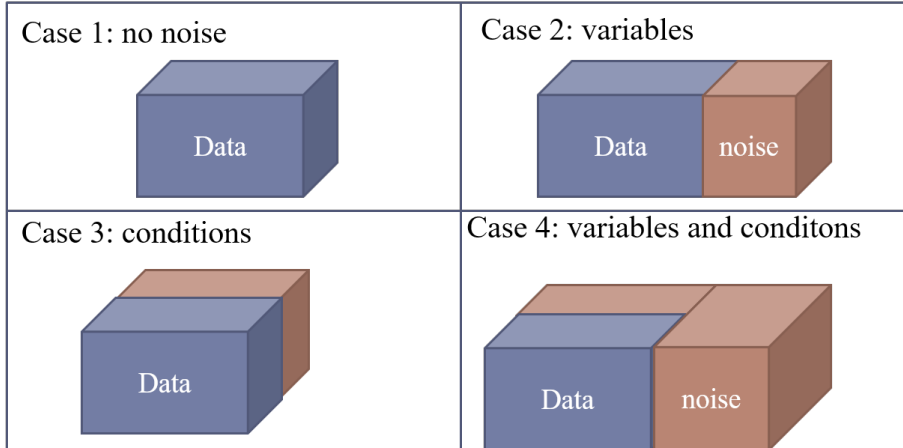 Case 1: no noise
Data
Case 2: variables
Data
noise
Case 3: conditions
Data
Case 4: variables and conditons
Data
noise